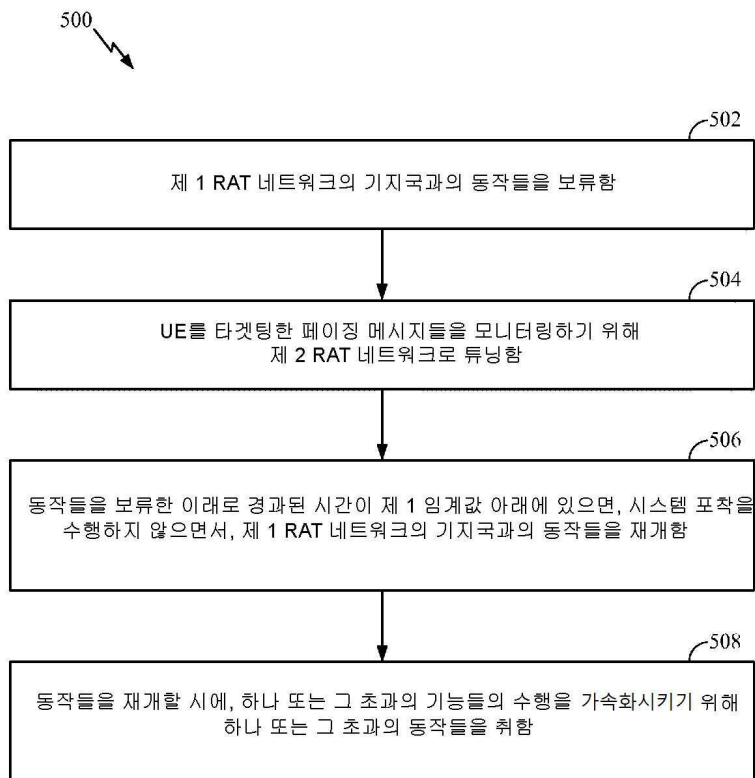 500
502
제 1 RAT 네트워크의 기지국과의 동작들을 보류함
504
UE를 타겟팅한 페이징 메시지들을 모니터링하기 위해
제 2 RAT 네트워크로 튜닝함
506
동작들을 보류한 이래로 경과된 시간이 제 1 임계값 아래에 있으면, 시스템 포착을
수행하지 않으면서, 제 1 RAT 네트워크의 기지국과의 동작들을 재개함
508
동작들을 재개할 시에, 하나 또는 그 초과의 기능들의 수행을 가속화시키기 위해
하나 또는 그 초과의 동작들을 취함